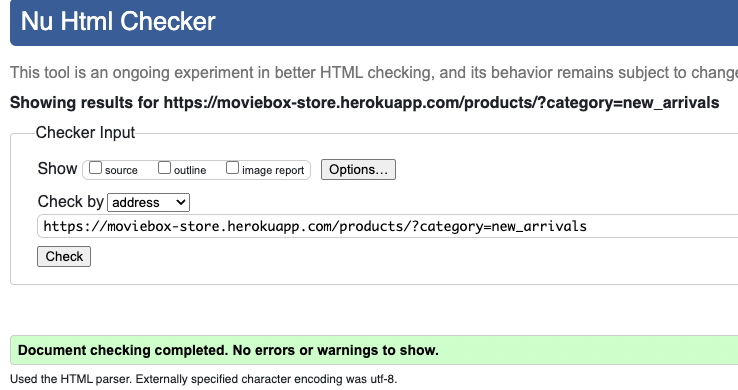 Nu Html Checker
This tool is an ongoing experiment in better HTML checking, and its behavior remains subject to change
Showing results for https://moviebox-store.herokuapp.com/products/?category=new_arrivals
Checker Input
Show source outline image report Options...
Check by address
https://moviebox-store.herokuapp.com/products/?category=new_arrivals
Check
Document checking completed. No errors or warnings to show.
Used the HTML parser. Externally specified character encoding was utf-8.